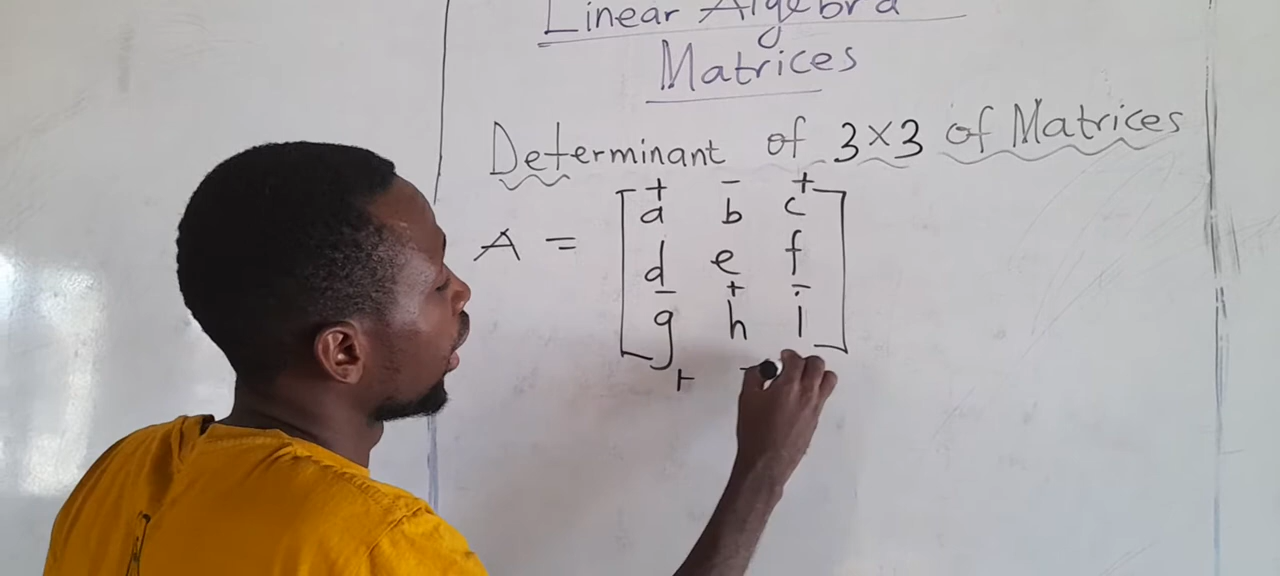 Linear Algebra
Matrices
Determinant of 3×3 of Matrices
+ − +
A = [ a b c
d e f
− + −
g h i ]
+ −